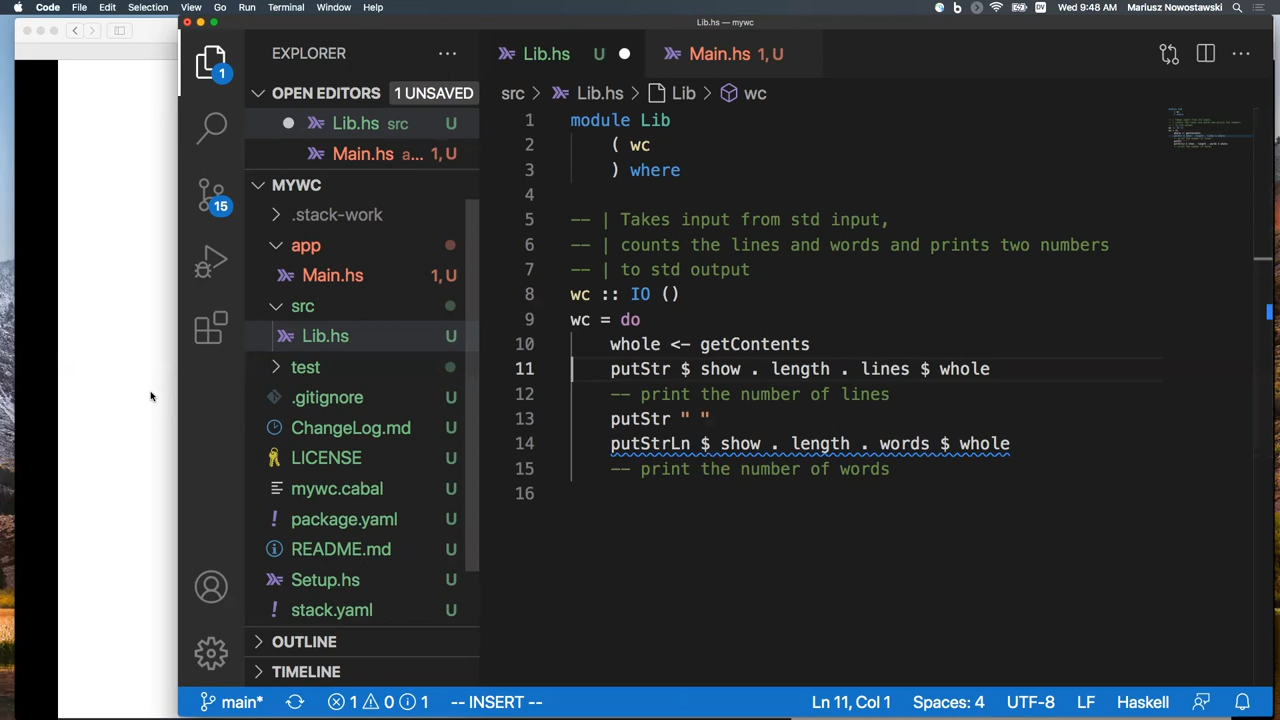 Code File Edit Selection View Go Run Terminal Window Help
DV Wed 9:48 AM Mariusz Nowostawski
Lib.hs — mywc
1
EXPLORER
Lib.hs U
Main.hs 1, U
OPEN EDITORS 1 UNSAVED
src > Lib.hs > Lib > wc
Lib.hs src U
Main.hs a... 1, U
MYWC
15
.stack-work
app
Main.hs 1, U
src
Lib.hs U
test
.gitignore U
ChangeLog.md U
LICENSE U
mywc.cabal U
package.yaml U
README.md U
Setup.hs U
stack.yaml U
OUTLINE
TIMELINE
1 module Lib
2 ( wc
3 ) where
4
5 -- | Takes input from std input,
6 -- | counts the lines and words and prints two numbers
7 -- | to std output
8 wc :: IO ()
9 wc = do
10 whole <- getContents
11 putStr $ show . length . lines $ whole
12 -- print the number of lines
13 putStr " "
14 putStrLn $ show . length . words $ whole
15 -- print the number of words
16
main* 1 0 1 -- INSERT -- Ln 11, Col 1 Spaces: 4 UTF-8 LF Haskell